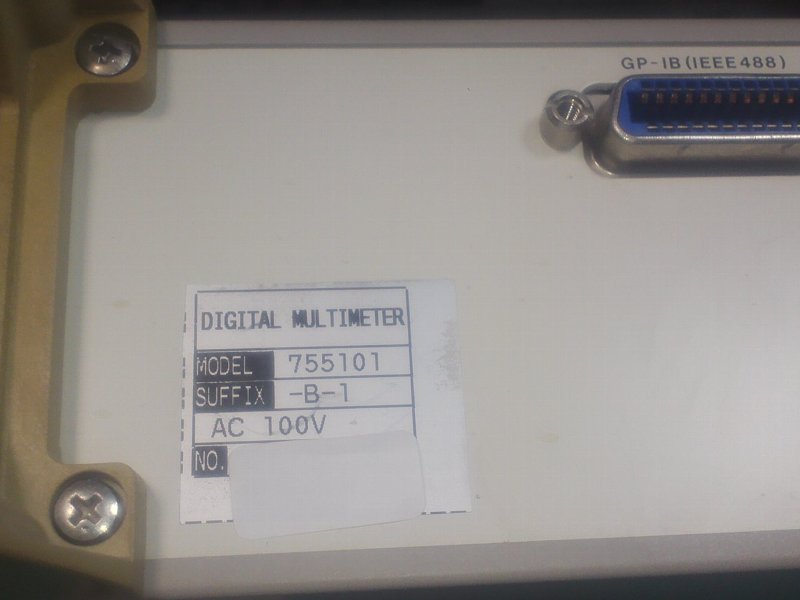 GP-IB(IEEE488)
DIGITAL MULTIMETER
MODEL 755101
SUFFIX -B-1
AC 100V
NO.